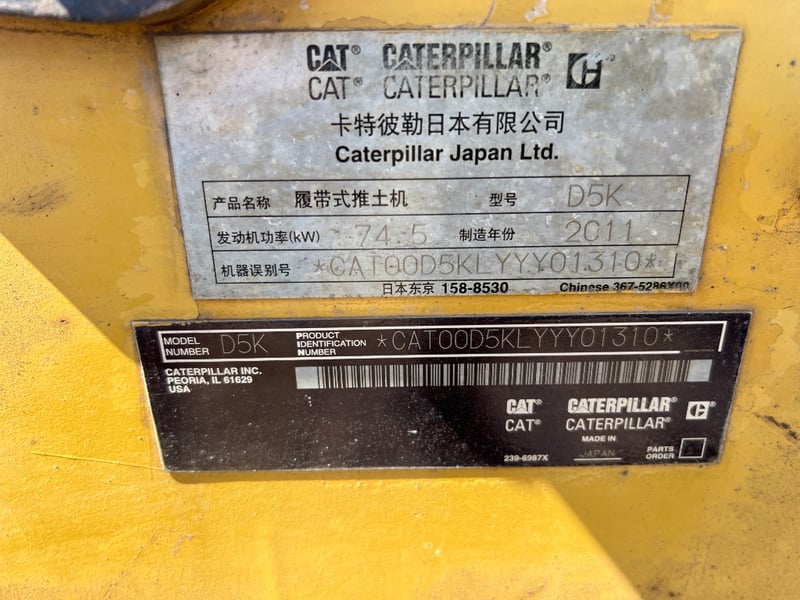 CAT® CATERPILLAR®
CAT® CATERPILLAR®
卡特彼勒日本有限公司
Caterpillar Japan Ltd.
产品名称 履带式推土机 型号 D5K
发动机功率(kW) 74.5 制造年份 2011
机器误别号 *CAT00D5KLYYY01310*
日本东京 158-8530 Chinese 367-5286X00
MODEL NUMBER D5K PRODUCT IDENTIFICATION NUMBER *CAT00D5KLYYY01310*
CATERPILLAR INC.
PEORIA, IL 61629
USA
CAT® CATERPILLAR®
CAT® CATERPILLAR®
MADE IN
239-6987X JAPAN PARTS ORDER